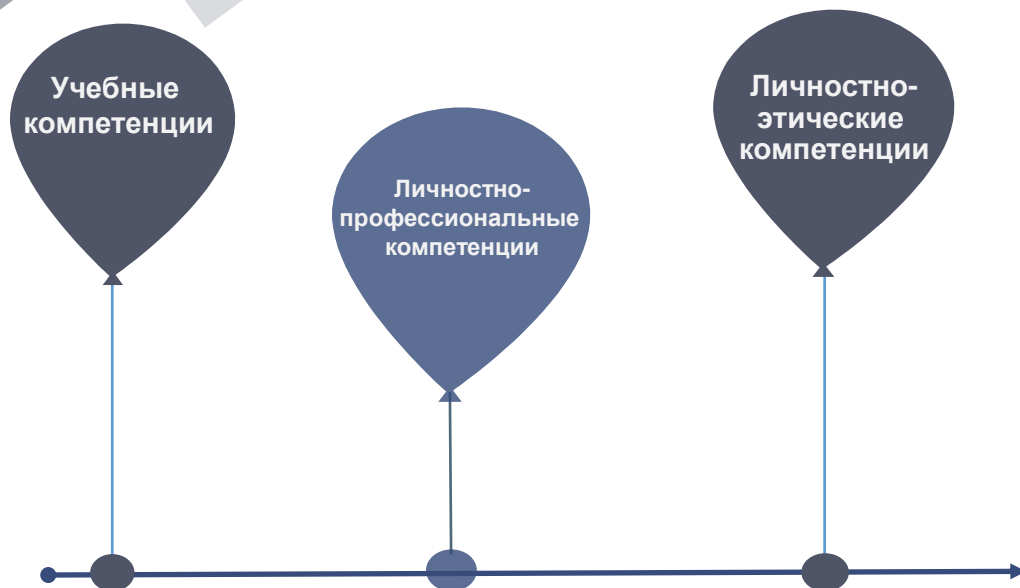 Учебные
компетенции
Личностно-
профессиональные
компетенции
Личностно-
этические
компетенции